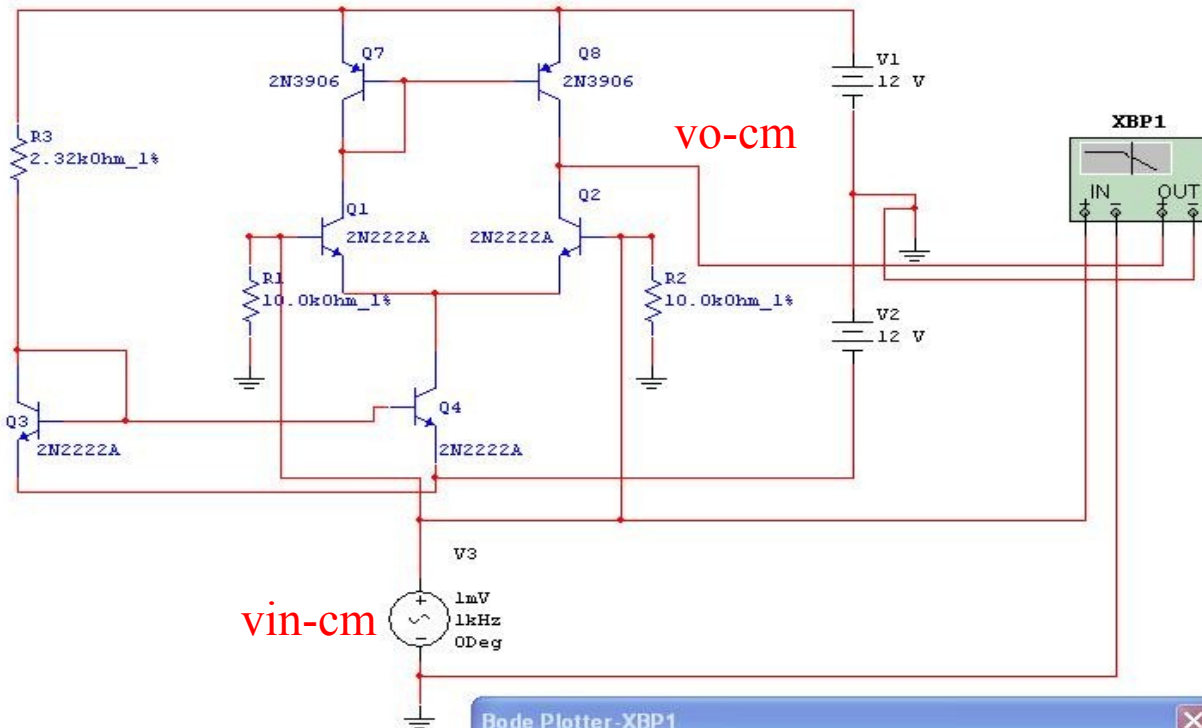 Q7
2N3906
Q8
2N3906
V1
12 V
XBP1
IN
OUT
R3
2.32kOhm_1%
vo-cm
Q1
2N2222A
Q2
2N2222A
R1
10.0kOhm_1%
R2
10.0kOhm_1%
V2
12 V
Q3
2N2222A
Q4
2N2222A
V3
vin-cm
1mV
1kHz
0Deg
Bode Plotter-XBP1